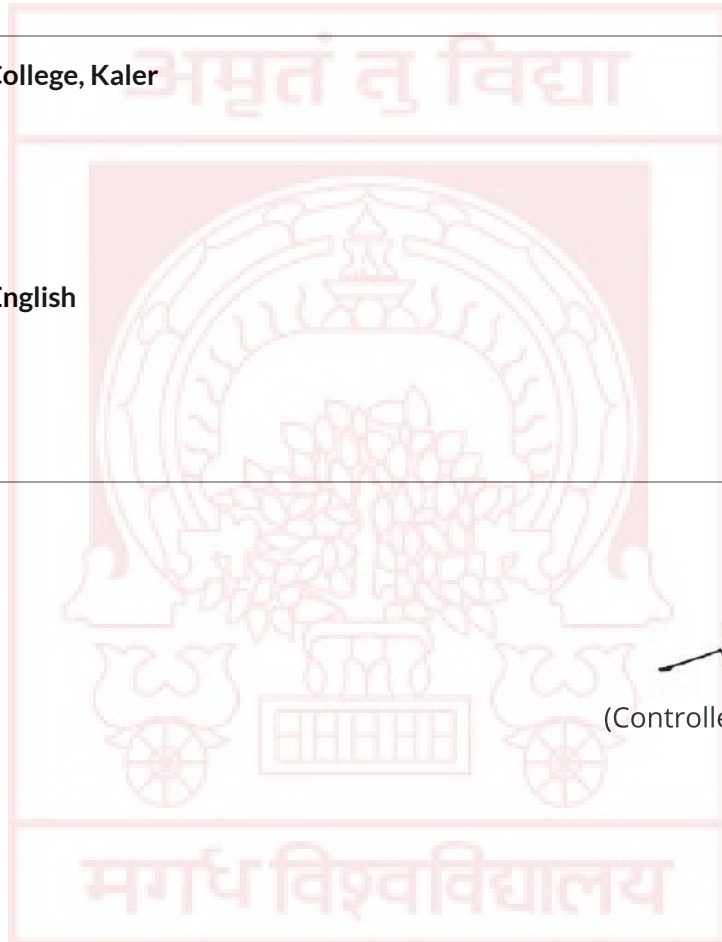 अमृतं तु विद्या
College, Kaler
English
(Controlle
मगध विश्वविद्यालय